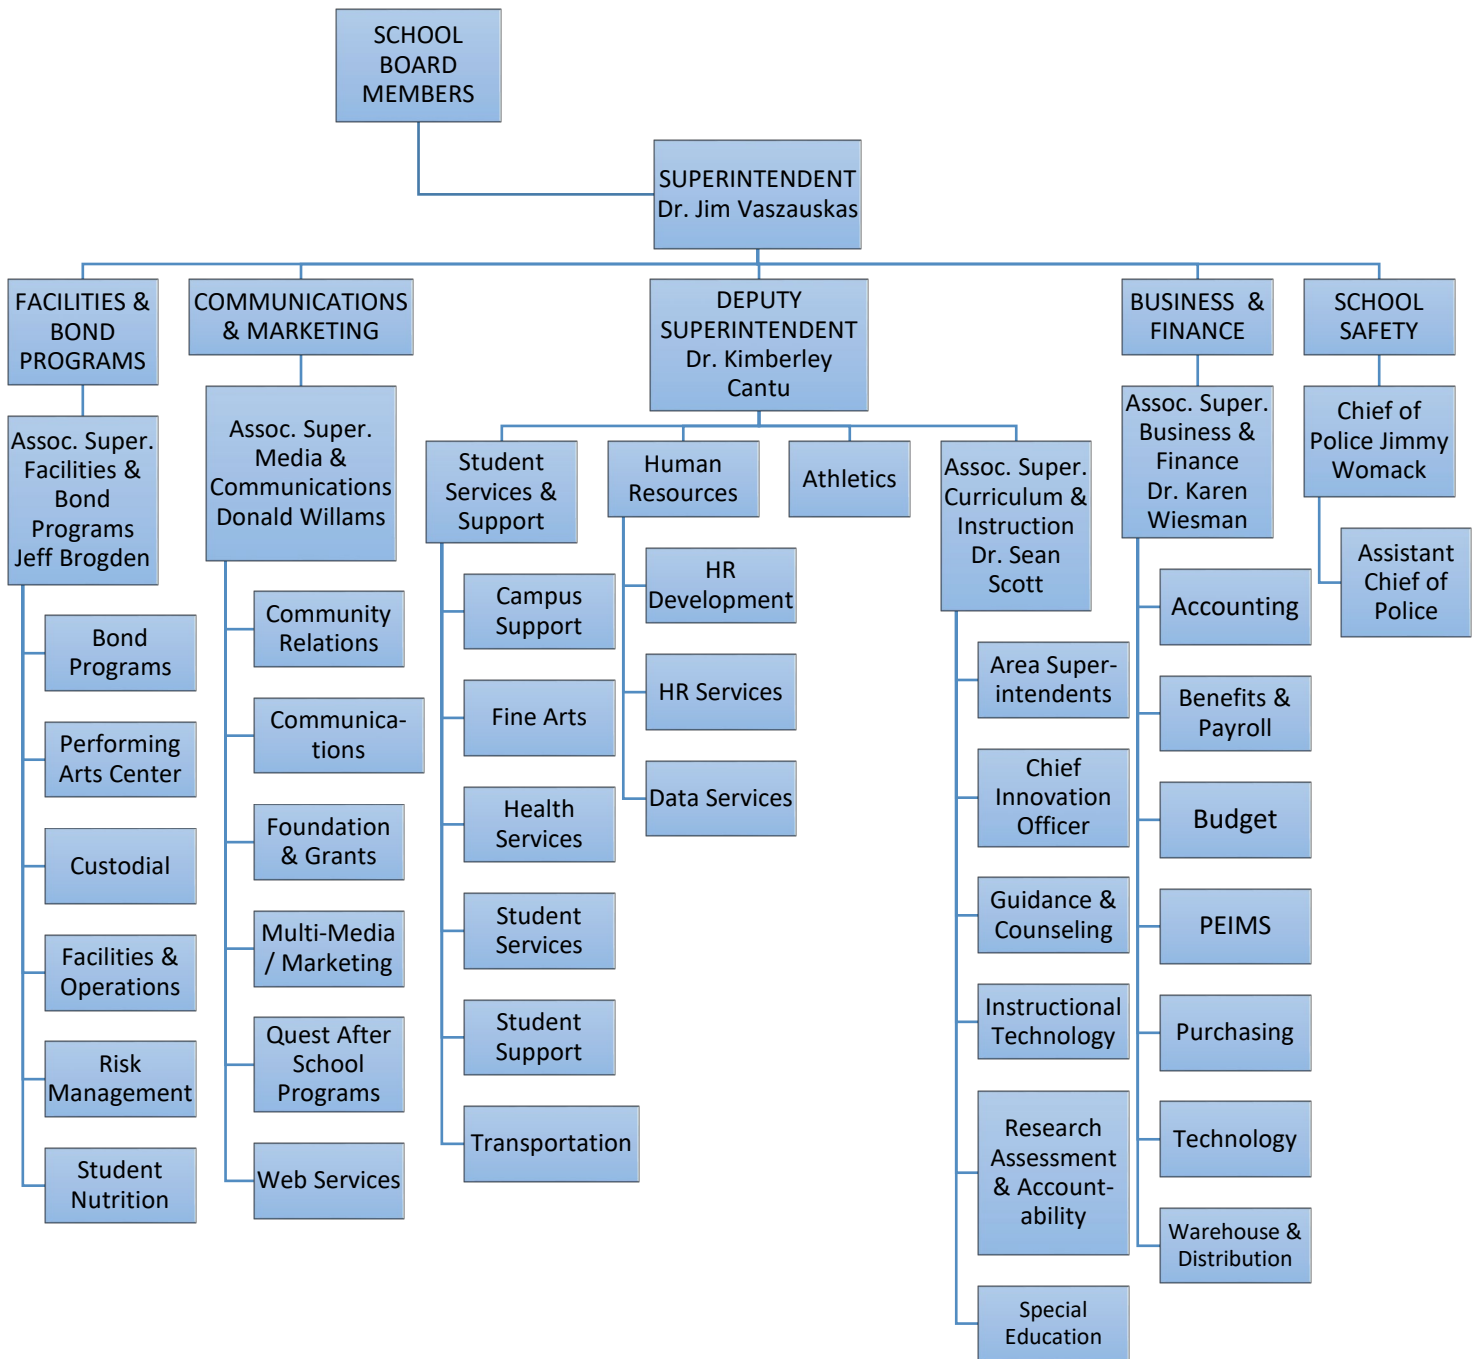 SCHOOL
BOARD
MEMBERS
SUPERINTENDENT
Dr. Jim Vaszauskas
FACILITIES &
BOND
PROGRAMS
COMMUNICATIONS
& MARKETING
DEPUTY
SUPERINTENDENT
Dr. Kimberley
Cantu
BUSINESS &
FINANCE
SCHOOL
SAFETY
Assoc. Super.
Facilities &
Bond
Programs
Jeff Brogden
Bond
Programs
Performing
Arts Center
Custodial
Facilities &
Operations
Risk
Management
Student
Nutrition
Assoc. Super.
Media &
Communications
Donald Willams
Community
Relations
Communica-
tions
Foundation
& Grants
Multi-Media
/ Marketing
Quest After
School
Programs
Web Services
Student
Services &
Support
Campus
Support
Fine Arts
Health
Services
Student
Services
Student
Support
Transportation
Human
Resources
HR
Development
HR Services
Data Services
Athletics
Assoc. Super.
Curriculum &
Instruction
Dr. Sean
Scott
Area Super-
intendents
Chief
Innovation
Officer
Guidance &
Counseling
Instructional
Technology
Research
Assessment
& Account-
ability
Special
Education
Assoc. Super.
Business &
Finance
Dr. Karen
Wiesman
Accounting
Benefits &
Payroll
Budget
PEIMS
Purchasing
Technology
Warehouse &
Distribution
Chief of
Police Jimmy
Womack
Assistant
Chief of
Police